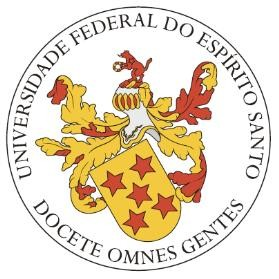 UNIVERSIDADE FEDERAL DO ESPÍRITO SANTO
DOCETE OMNES GENTES